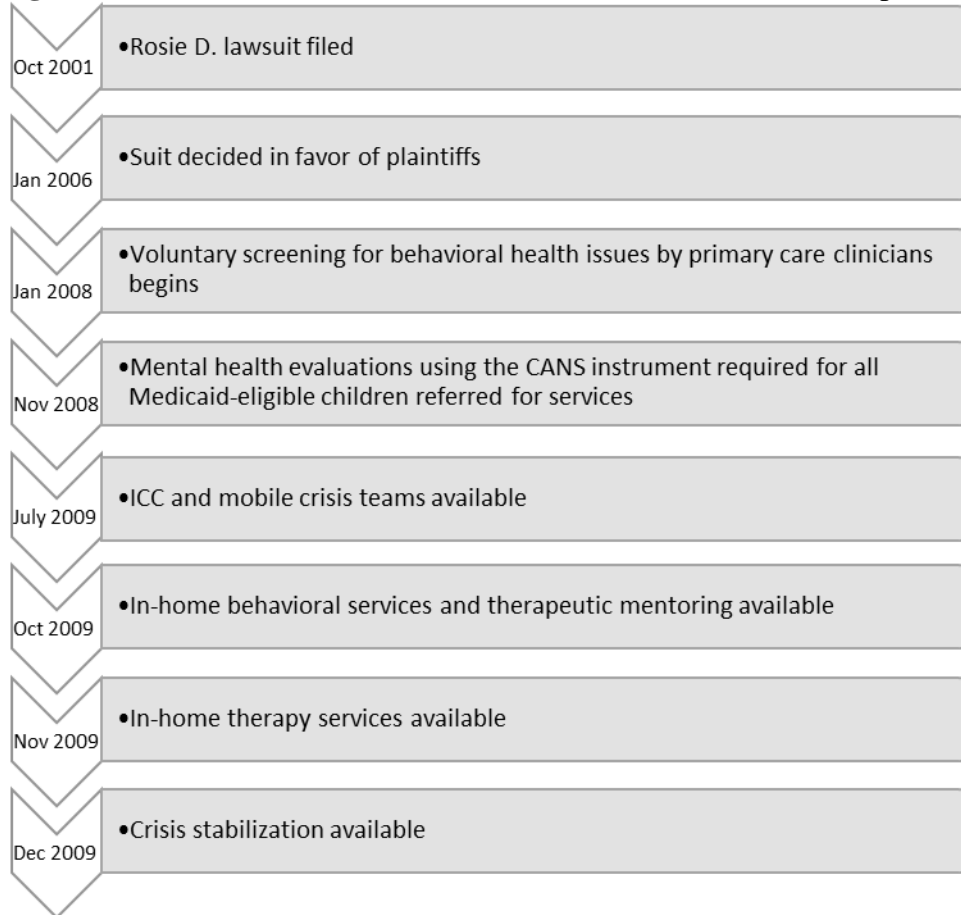 Oct 2001
•Rosie D. lawsuit filed
Jan 2006
•Suit decided in favor of plaintiffs
Jan 2008
•Voluntary screening for behavioral health issues by primary care clinicians
begins
Nov 2008
•Mental health evaluations using the CANS instrument required for all
Medicaid-eligible children referred for services
July 2009
•ICC and mobile crisis teams available
Oct 2009
•In-home behavioral services and therapeutic mentoring available
Nov 2009
•In-home therapy services available
Dec 2009
•Crisis stabilization available